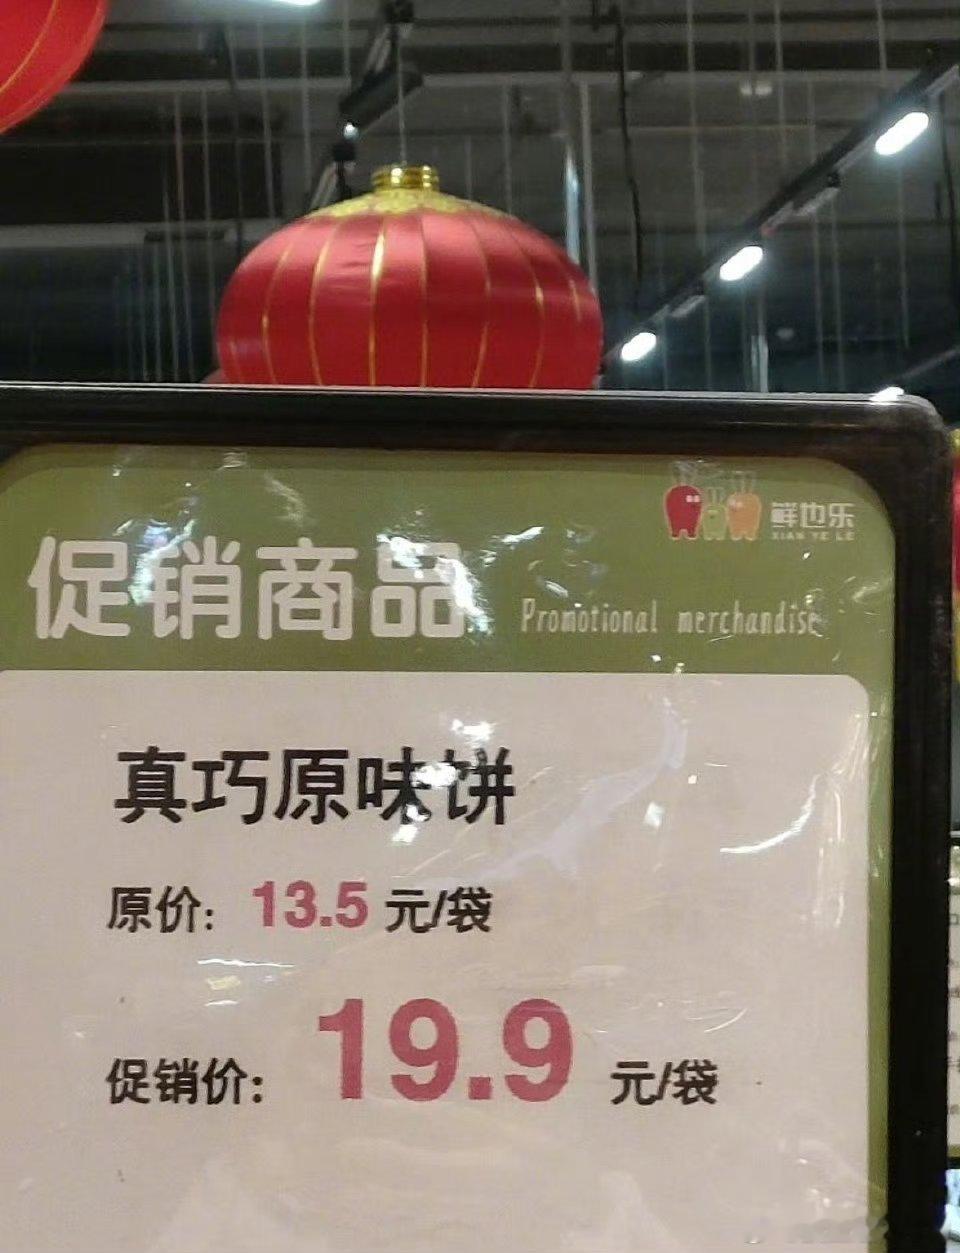 鲜也乐
XIAN YE LE
促销商品 Promotional merchandise
真巧原味饼
原价：13.5 元/袋
促销价：19.9 元/袋